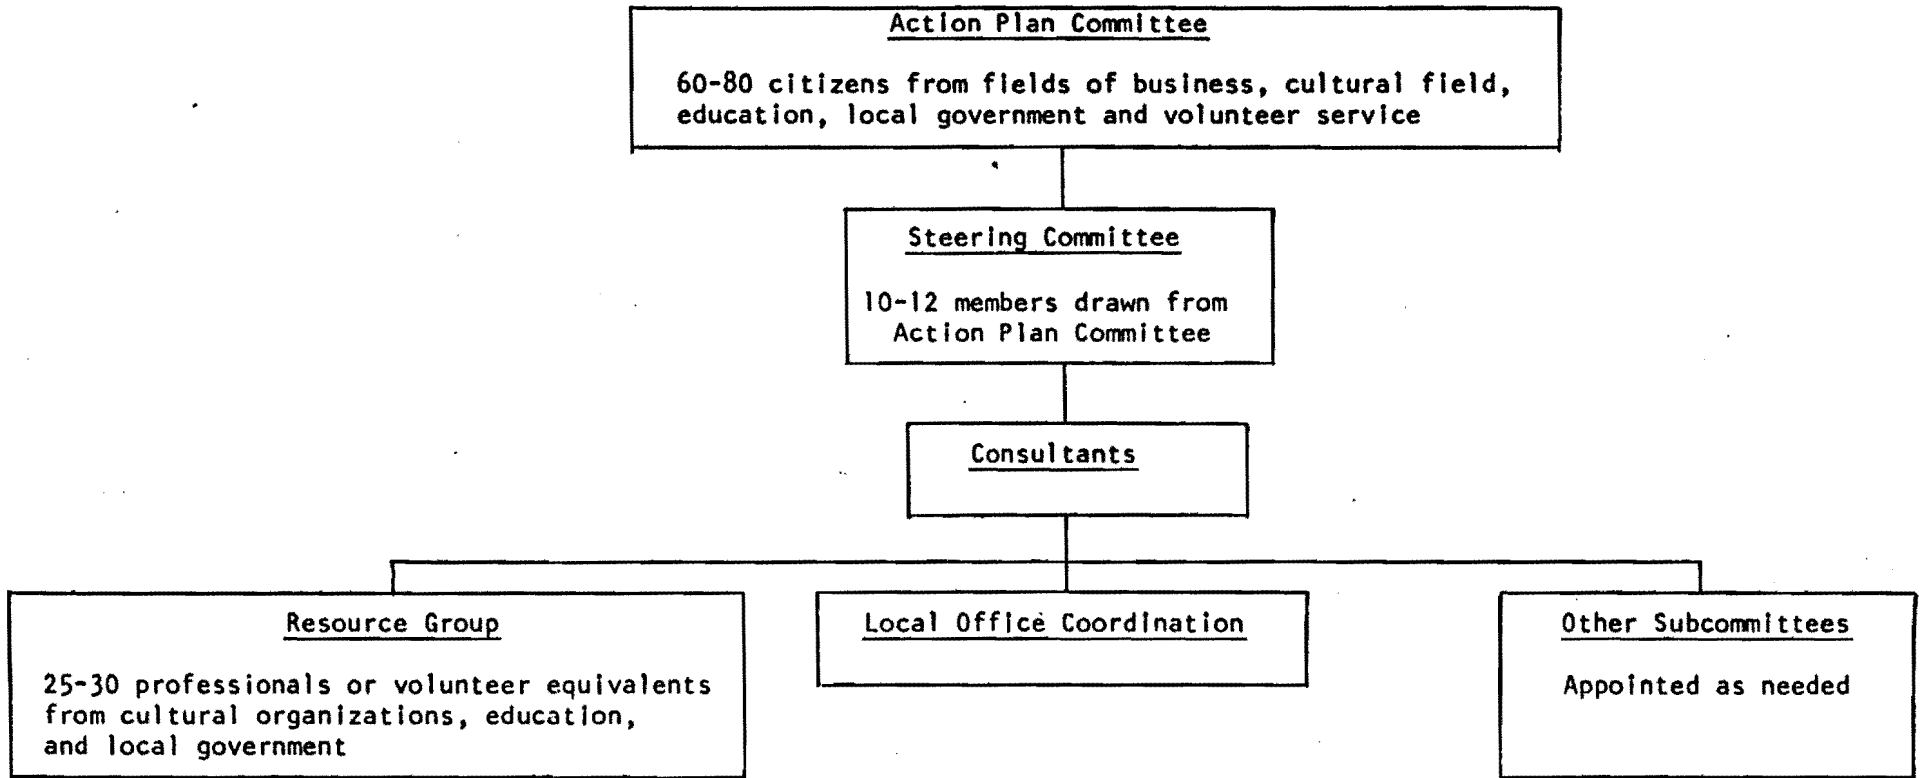 Action Plan Committee
60-80 citizens from fields of business, cultural field,
education, local government and volunteer service
Steering Committee
10-12 members drawn from
Action Plan Committee
Consultants
Resource Group
25-30 professionals or volunteer equivalents
from cultural organizations, education,
and local government
Local Office Coordination
Other Subcommittees
Appointed as needed